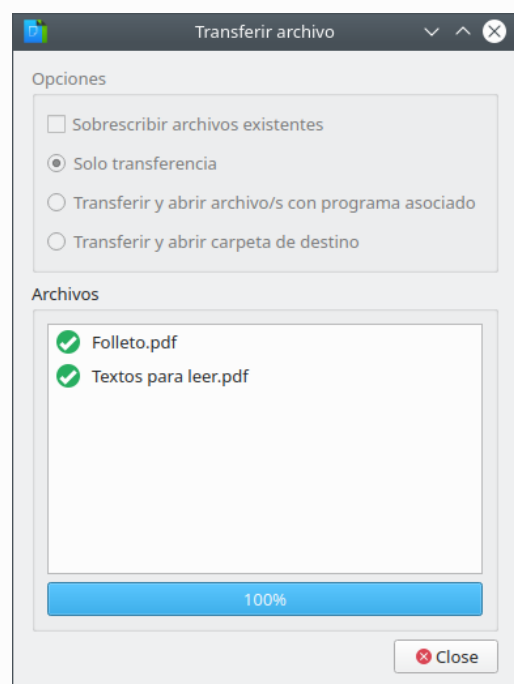 Transferir archivo
Opciones
Sobrescribir archivos existentes
Solo transferencia
Transferir y abrir archivo/s con programa asociado
Transferir y abrir carpeta de destino
Archivos
Folleto.pdf
Textos para leer.pdf
100%
Close